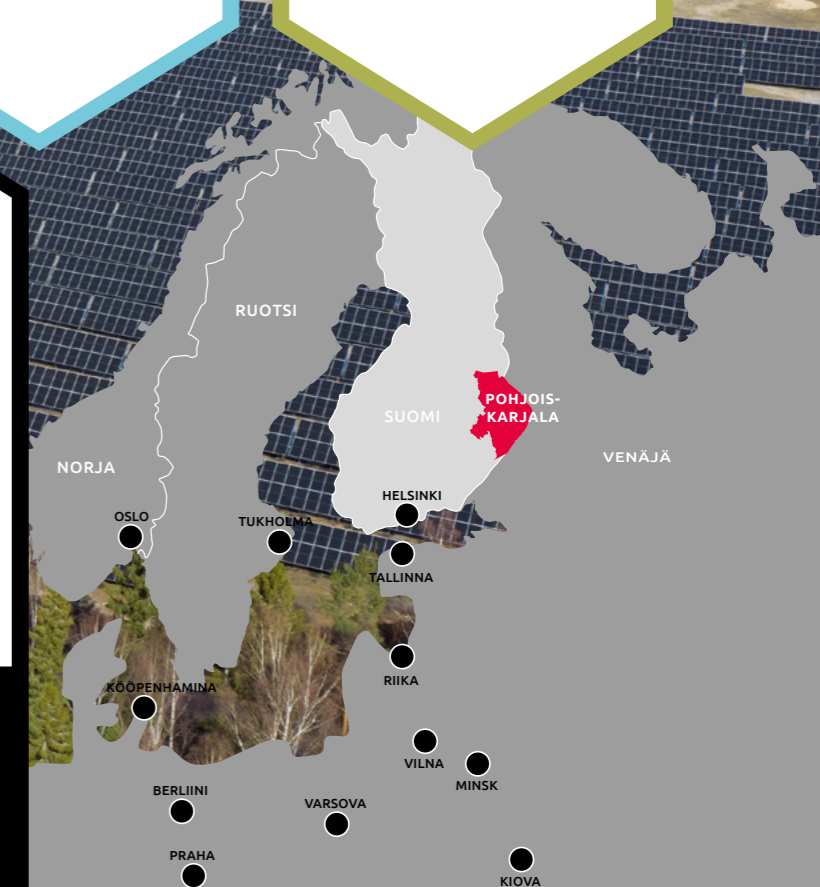 RUOTSI
POHJOIS-
KARJALA
SUOMI
VENÄJÄ
NORJA
HELSINKI
OSLO
TUKHOLMA
TALLINNA
RIIKA
KÖÖPENHAMINA
VILNA
MINSK
BERLIINI
VARSOVA
PRAHA
KIOVA